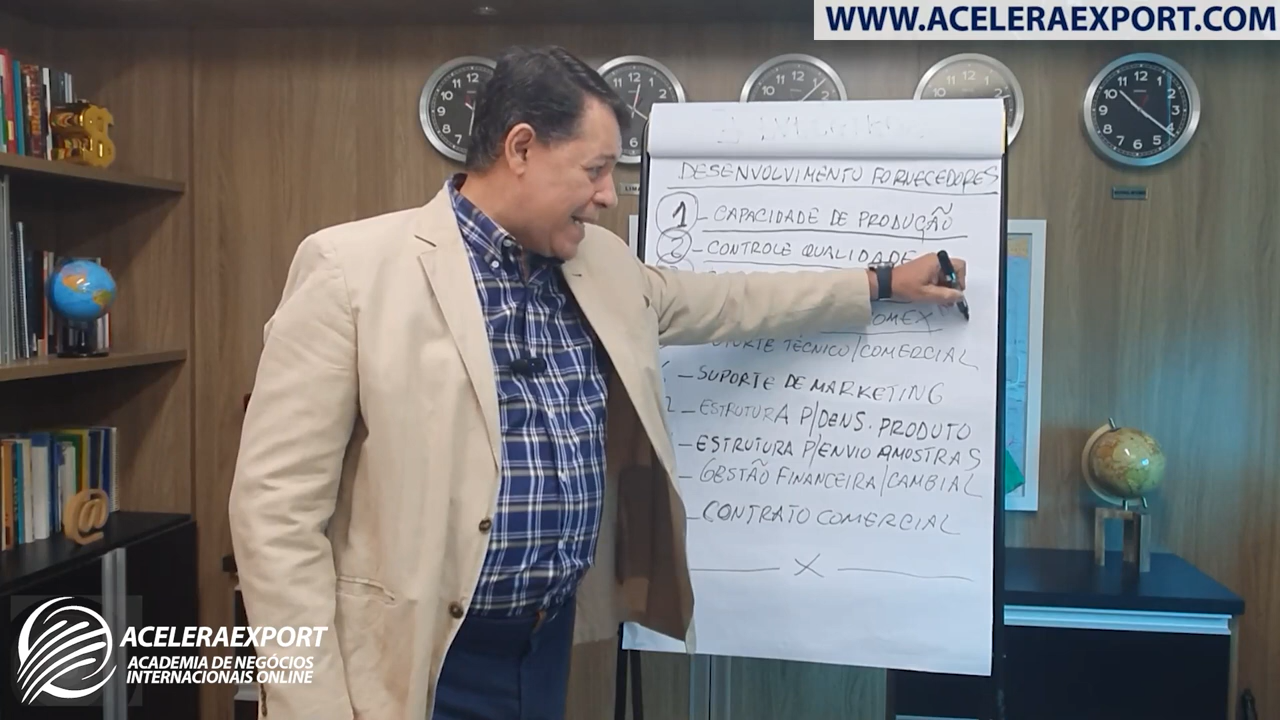 WWW.ACELERAEXPORT.COM
DESENVOLVIMENTO FORNECEDORES
1 - CAPACIDADE DE PRODUÇÃO
2 - CONTROLE QUALIDADE
COMEX
TÉCNICO/COMERCIAL
- SUPORTE DE MARKETING
- ESTRUTURA P/DENS. PRODUTO
- ESTRUTURA P/ENVIO AMOSTRAS
- GESTÃO FINANCEIRA/CAMBIAL
- CONTRATO COMERCIAL
X
ACELERAEXPORT
ACADEMIA DE NEGÓCIOS
INTERNACIONAIS ONLINE